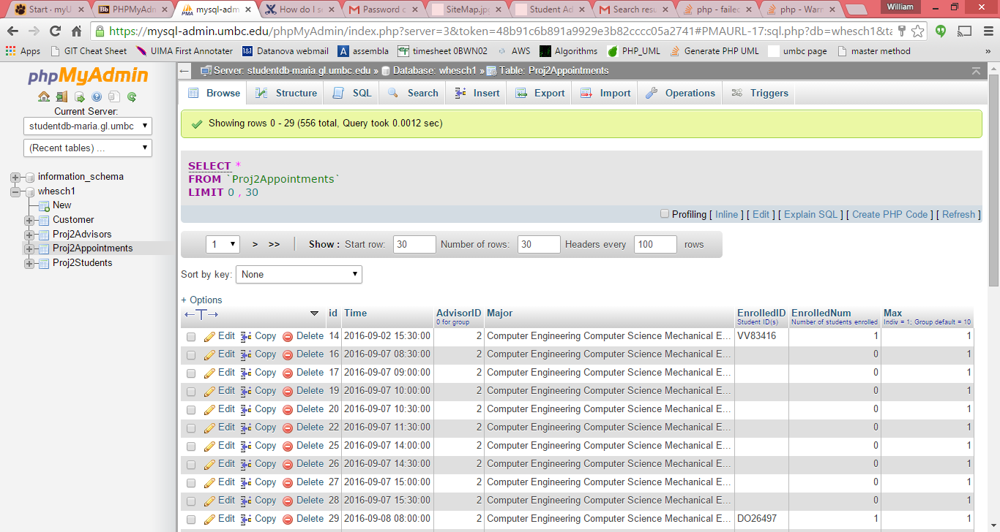 Start · myU
PHPMyAdn
mysql-adm
How do I se
Password c
SiteMap.jpg
Student Ad
Search resu
php - failed
php - Warn
William
https://mysql-admin.umbc.edu/phpMyAdmin/index.php?server=3&token=48b91c6b891a9929e3b82cccc05a2741#PMAURL-17:sql.php?db=whesch1&ta
Apps GIT Cheat Sheet UIMA First Annotater Datanova webmail assembla timesheet 0BWN02 AWS Algorithms PHP_UML Generate PHP UML umbc page master method »
phpMyAdmin
Current Server:
studentdb-maria.gl.umbc
(Recent tables) ...
information_schema
whesch1
New
Customer
Proj2Advisors
Proj2Appointments
Proj2Students
Server: studentdb-maria.gl.umbc.edu » Database: whesch1 » Table: Proj2Appointments
Browse Structure SQL Search Insert Export Import Operations Triggers
Showing rows 0 - 29 (556 total, Query took 0.0012 sec)
SELECT *
FROM `Proj2Appointments`
LIMIT 0 , 30
Profiling [ Inline ] [ Edit ] [ Explain SQL ] [ Create PHP Code ] [ Refresh ]
1 > >> Show : Start row: 30 Number of rows: 30 Headers every 100 rows
Sort by key: None
+ Options
←T→ id Time AdvisorID Major EnrolledID EnrolledNum Max
0 for group Student ID(s) Number of students enrolled Indiv = 1; Group default = 10
Edit Copy Delete 14 2016-09-02 15:30:00 2 Computer Engineering Computer Science Mechanical E... VV83416 1 1
Edit Copy Delete 16 2016-09-07 08:30:00 2 Computer Engineering Computer Science Mechanical E... 0 1
Edit Copy Delete 17 2016-09-07 09:00:00 2 Computer Engineering Computer Science Mechanical E... 0 1
Edit Copy Delete 19 2016-09-07 10:00:00 2 Computer Engineering Computer Science Mechanical E... 0 1
Edit Copy Delete 20 2016-09-07 10:30:00 2 Computer Engineering Computer Science Mechanical E... 0 1
Edit Copy Delete 22 2016-09-07 11:30:00 2 Computer Engineering Computer Science Mechanical E... 0 1
Edit Copy Delete 25 2016-09-07 14:00:00 2 Computer Engineering Computer Science Mechanical E... 0 1
Edit Copy Delete 26 2016-09-07 14:30:00 2 Computer Engineering Computer Science Mechanical E... 0 1
Edit Copy Delete 27 2016-09-07 15:00:00 2 Computer Engineering Computer Science Mechanical E... 0 1
Edit Copy Delete 28 2016-09-07 15:30:00 2 Computer Engineering Computer Science Mechanical E... 0 1
Edit Copy Delete 29 2016-09-08 08:00:00 2 Computer Engineering Computer Science Mechanical E... DO26497 1 1